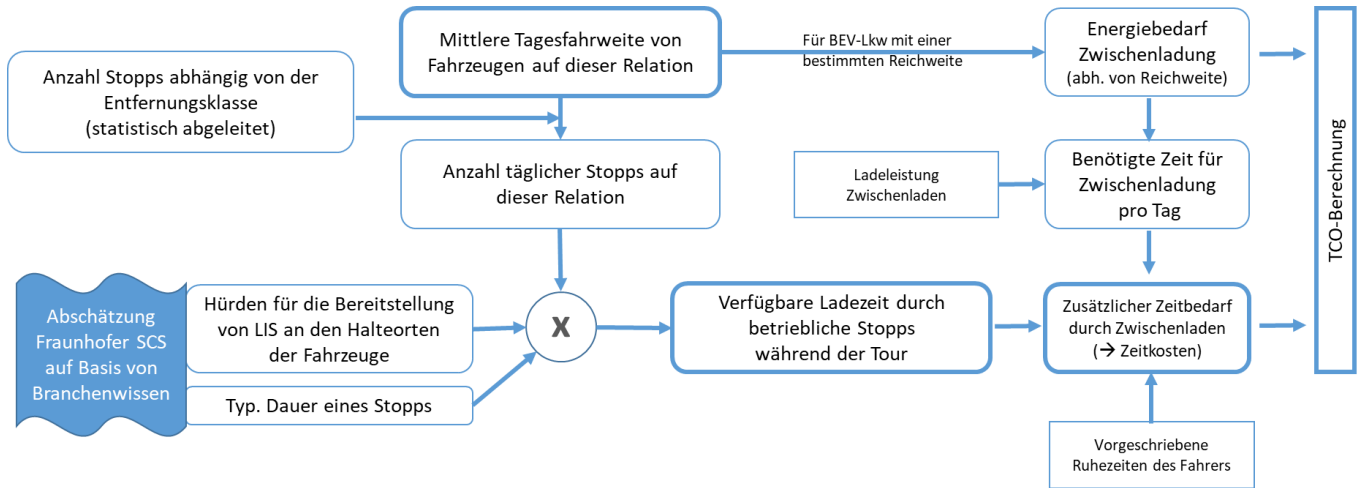 Mittlere Tagesfahrweite von
Fahrzeugen auf dieser Relation
Für BEV-Lkw mit einer
bestimmten Reichweite
Energiebedarf
Zwischenladung
(abh. von Reichweite)
Anzahl Stopps abhängig von der
Entfernungsklasse
(statistisch abgeleitet)
Anzahl täglicher Stopps auf
dieser Relation
Ladeleistung
Zwischenladen
Benötigte Zeit für
Zwischenladung
pro Tag
TCO-Berechnung
Abschätzung
Fraunhofer SCS
auf Basis von
Branchenwissen
Hürden für die Bereitstellung
von LIS an den Halteorten
der Fahrzeuge
Typ. Dauer eines Stopps
X
Verfügbare Ladezeit durch
betriebliche Stopps
während der Tour
Zusätzlicher Zeitbedarf
durch Zwischenladen
(→ Zeitkosten)
Vorgeschriebene
Ruhezeiten des Fahrers